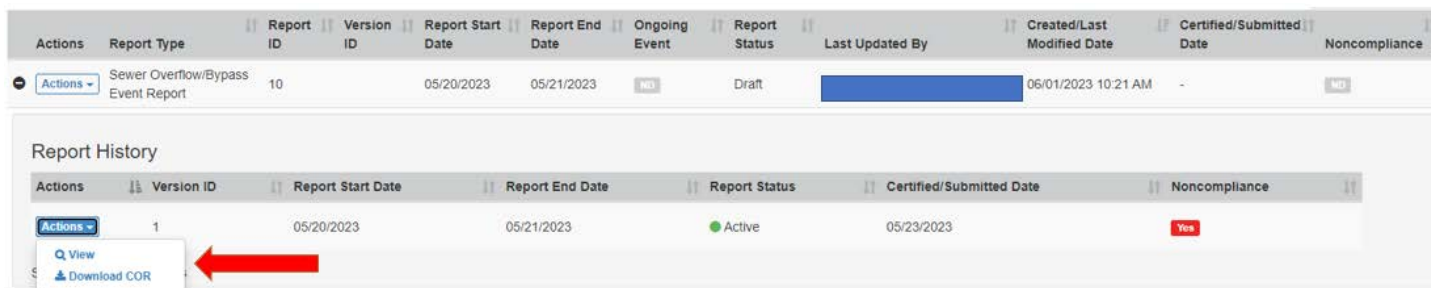 Actions Report Type Report ID Version ID Report Start Date Report End Date Ongoing Event Report Status Last Updated By Created/Last Modified Date Certified/Submitted Date Noncompliance
Actions Sewer Overflow/Bypass Event Report 10 05/20/2023 05/21/2023 NO Draft 06/01/2023 10:21 AM - NO
Report History
Actions Version ID Report Start Date Report End Date Report Status Certified/Submitted Date Noncompliance
Actions 1 05/20/2023 05/21/2023 Active 05/23/2023 Yes
View
Download COR